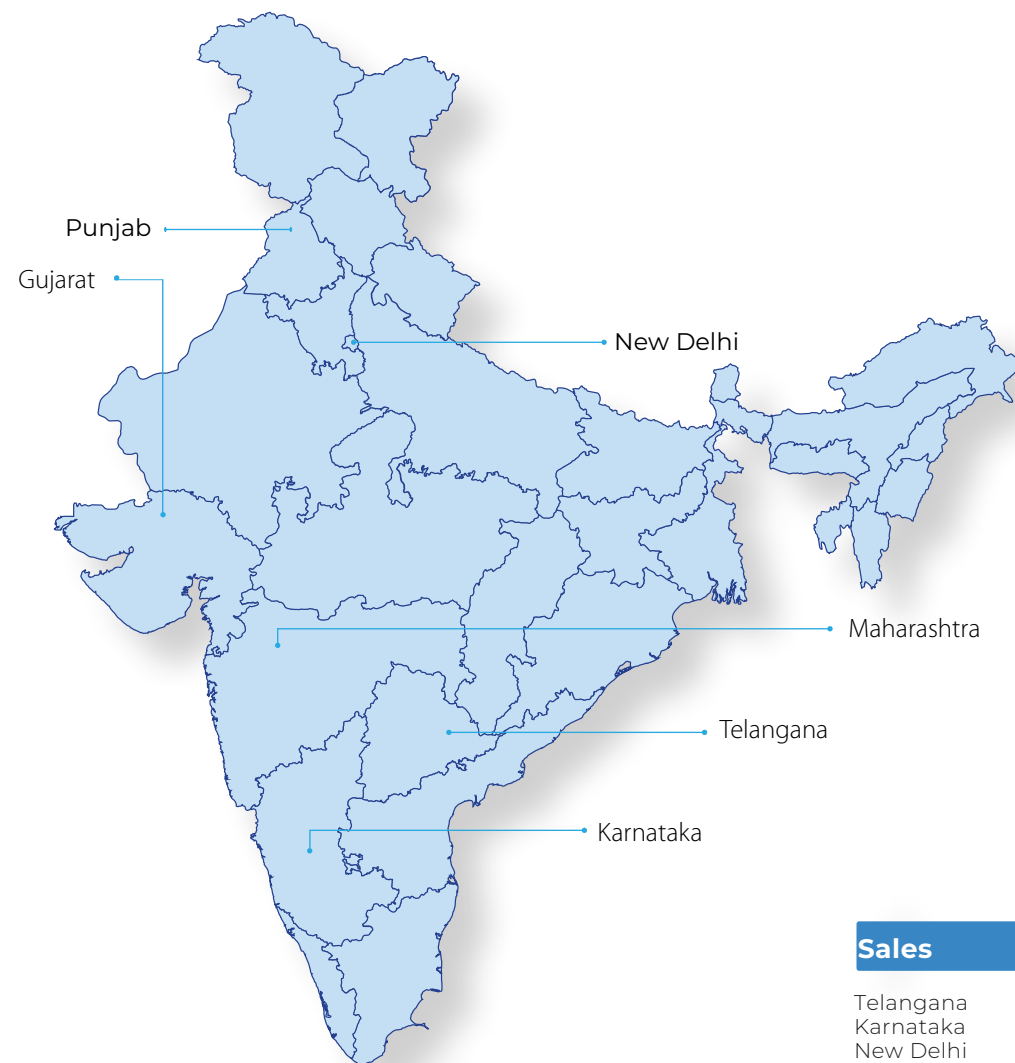 Punjab
Gujarat
New Delhi
Maharashtra
Telangana
Karnataka
Sales
Telangana
Karnataka
New Delhi